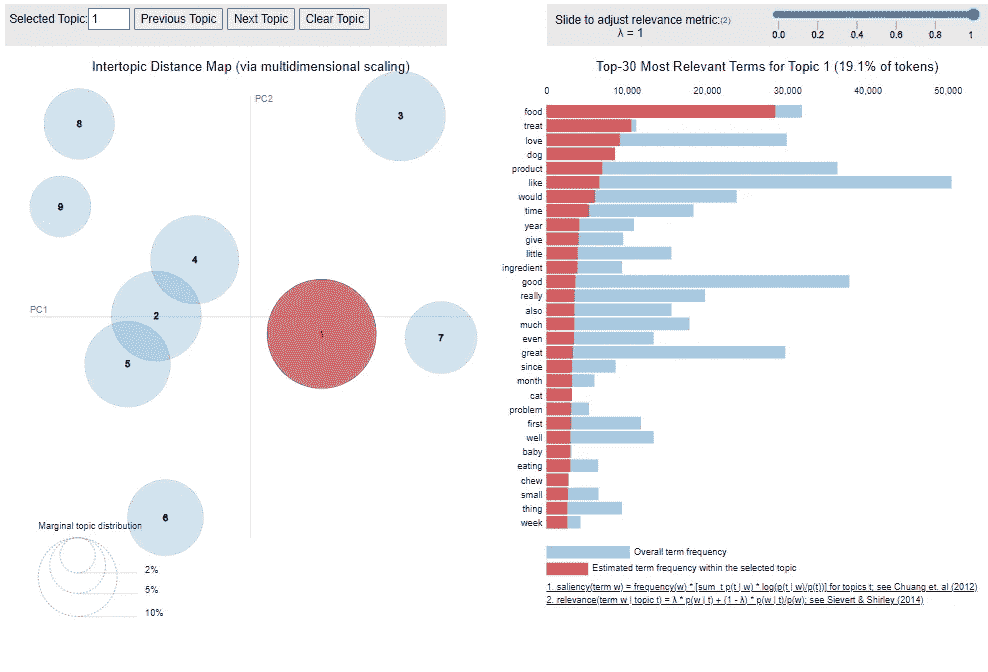 Selected Topic: 1 Previous Topic Next Topic Clear Topic
Slide to adjust relevance metric:(2)
λ = 1
0.0 0.2 0.4 0.6 0.8 1
Intertopic Distance Map (via multidimensional scaling)
PC2
PC1
8
3
9
4
2
1
7
5
6
Marginal topic distribution
2%
5%
10%
Top-30 Most Relevant Terms for Topic 1 (19.1% of tokens)
0 10,000 20,000 30,000 40,000 50,000
food
treat
love
dog
product
like
would
time
year
give
little
ingredient
good
really
also
much
even
great
since
month
cat
problem
first
well
baby
eating
chew
small
thing
week
Overall term frequency
Estimated term frequency within the selected topic
1. saliency(term w) = frequency(w) * [sum_t p(t | w) * log(p(t | w)/p(t))] for topics t; see Chuang et. al (2012)
2. relevance(term w | topic t) = λ * p(w | t) + (1 - λ) * p(w | t)/p(w); see Sievert & Shirley (2014)